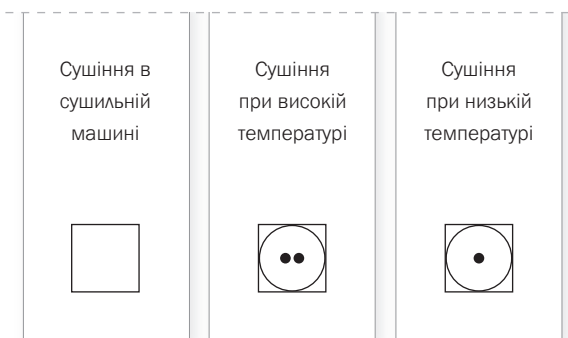 Сушіння в
сушильній
машині
Сушіння
при високій
температурі
Сушіння
при низькій
температурі